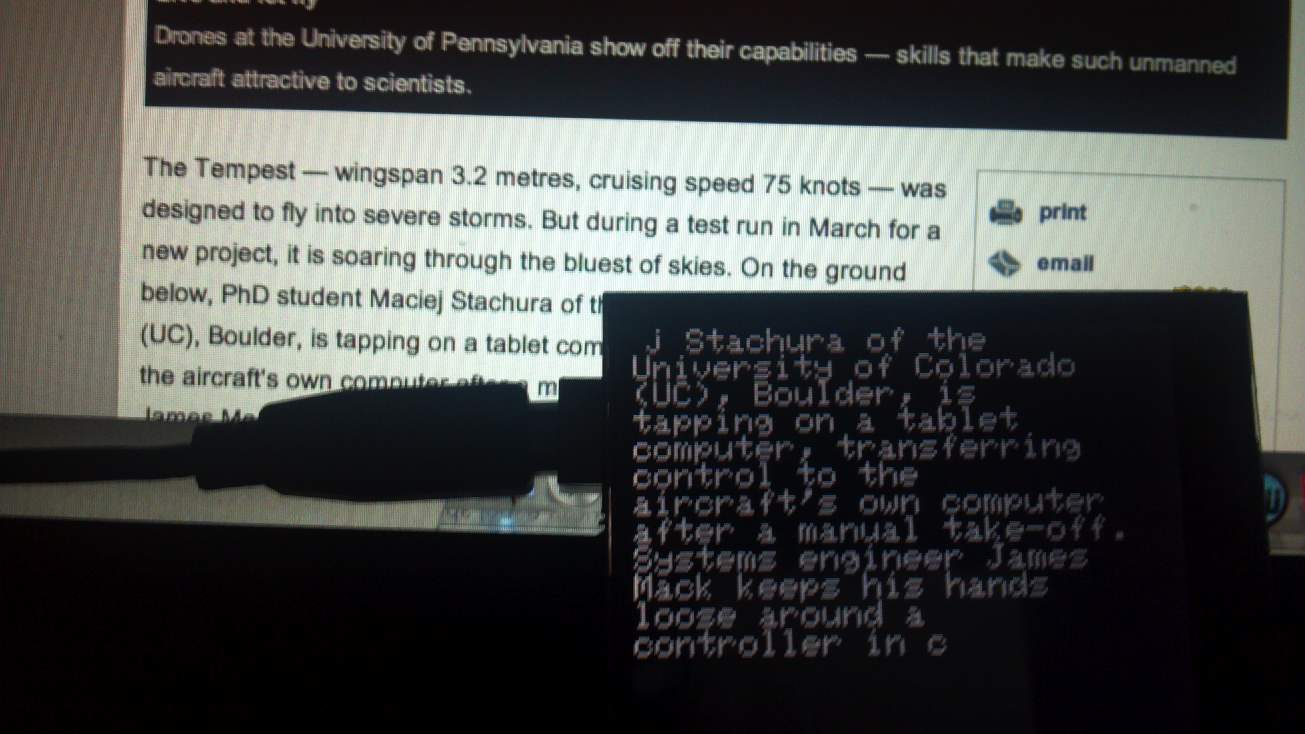 Drones at the University of Pennsylvania show off their capabilities — skills that make such unmanned
aircraft attractive to scientists.
The Tempest — wingspan 3.2 metres, cruising speed 75 knots — was
designed to fly into severe storms. But during a test run in March for a
new project, it is soaring through the bluest of skies. On the ground
below, PhD student Maciej Stachura of
(UC), Boulder, is tapping on a tablet com
the aircraft's own computer after a m
James
print
email
j Stachura of the
University of Colorado
(UC), Boulder, is
tapping on a tablet
computer, transferring
control to the
aircraft's own computer
after a manual take-off.
Systems engineer James
Mack keeps his hands
loose around a
controller in c